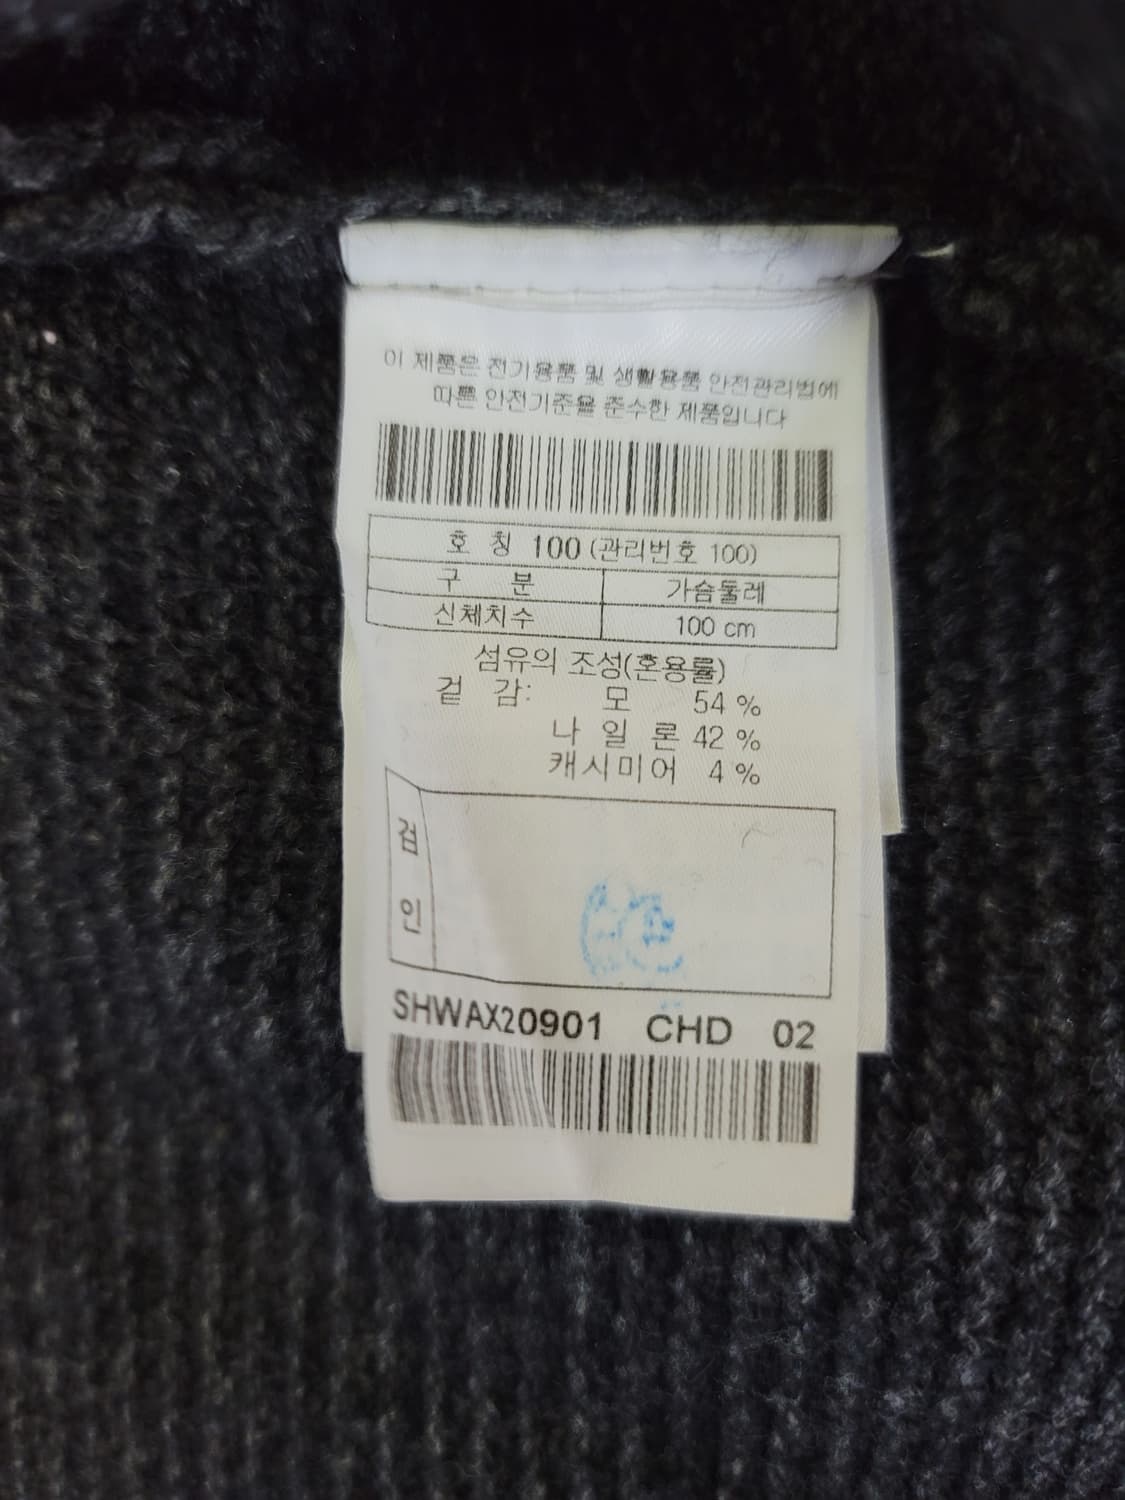 이 제품은 전기용품 및 생활용품 안전관리법에
따른 안전기준을 준수한 제품입니다
호 칭 100 (관리번호 100)
구 분 가슴둘레
신체치수 100 cm
섬유의 조성(혼용률)
겉 감: 모 54 %
나 일 론 42 %
캐시미어 4 %
검
인
SHWAX20901 CHD 02